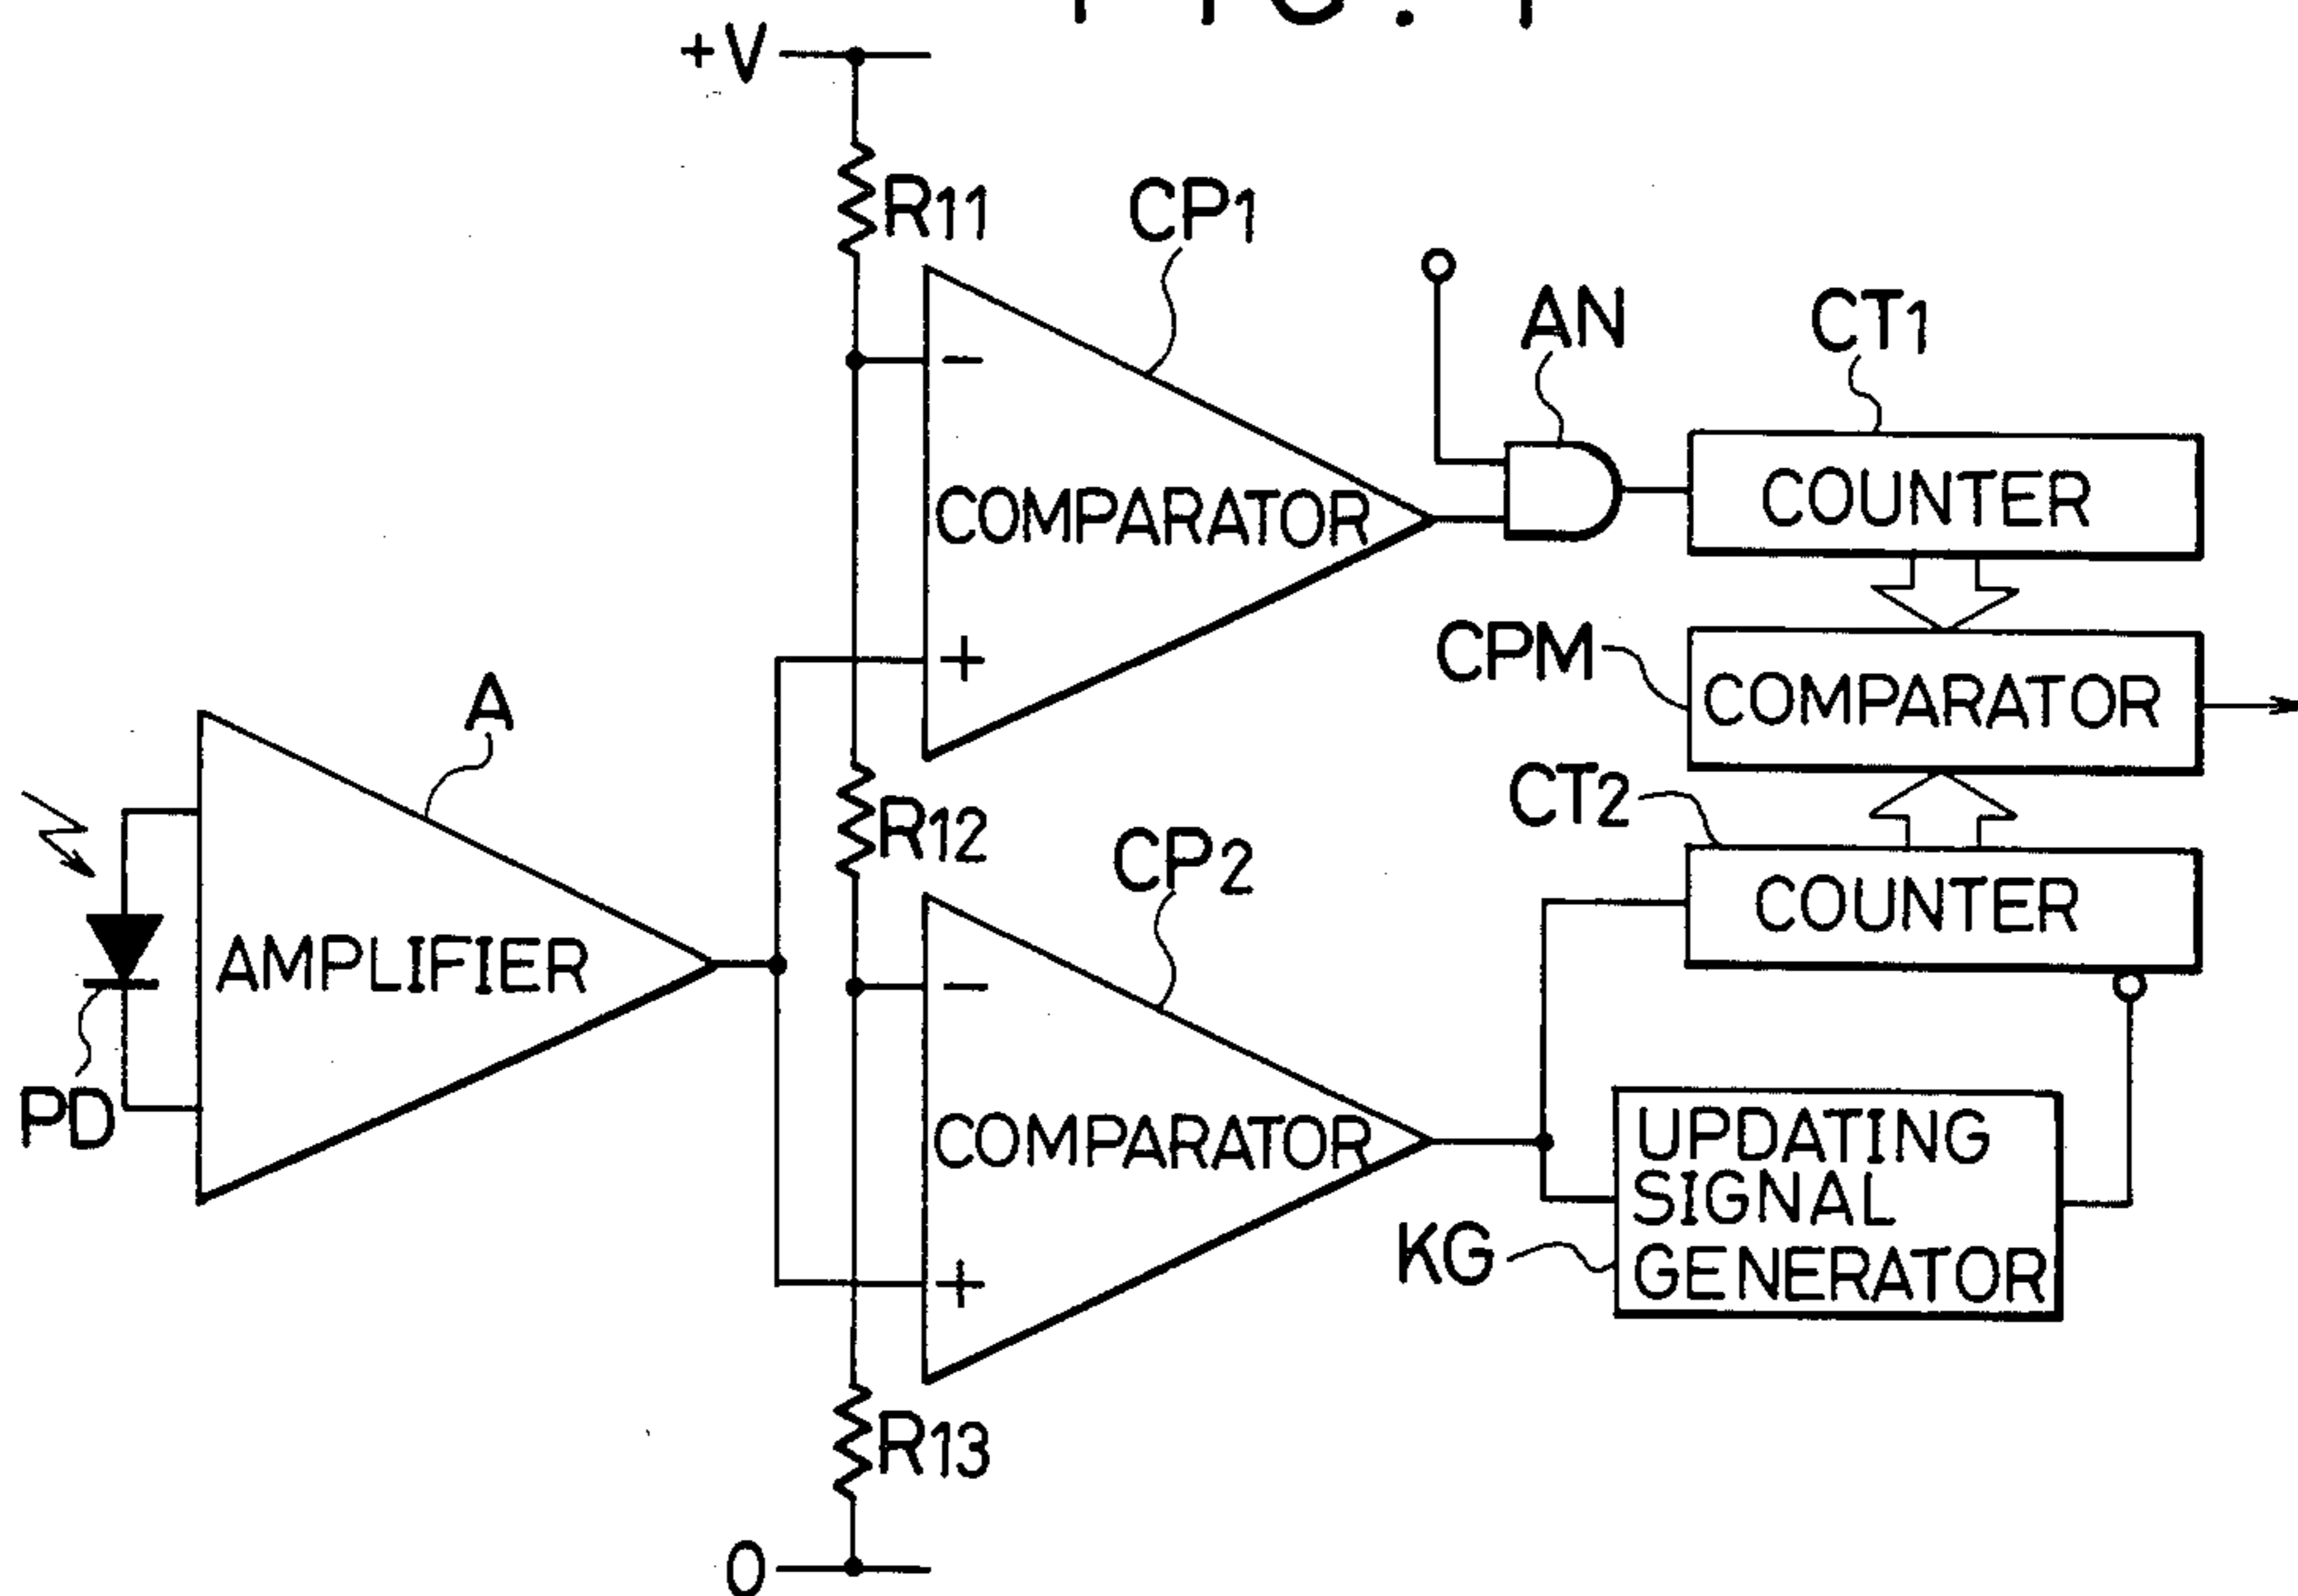 +V
R11
CP1
AN
CT1
COMPARATOR
COUNTER
-
+
CPM
COMPARATOR
A
R12
CT2
CP2
COUNTER
AMPLIFIER
-
PD
COMPARATOR
UPDATING
SIGNAL
GENERATOR
KG
+
R13
0